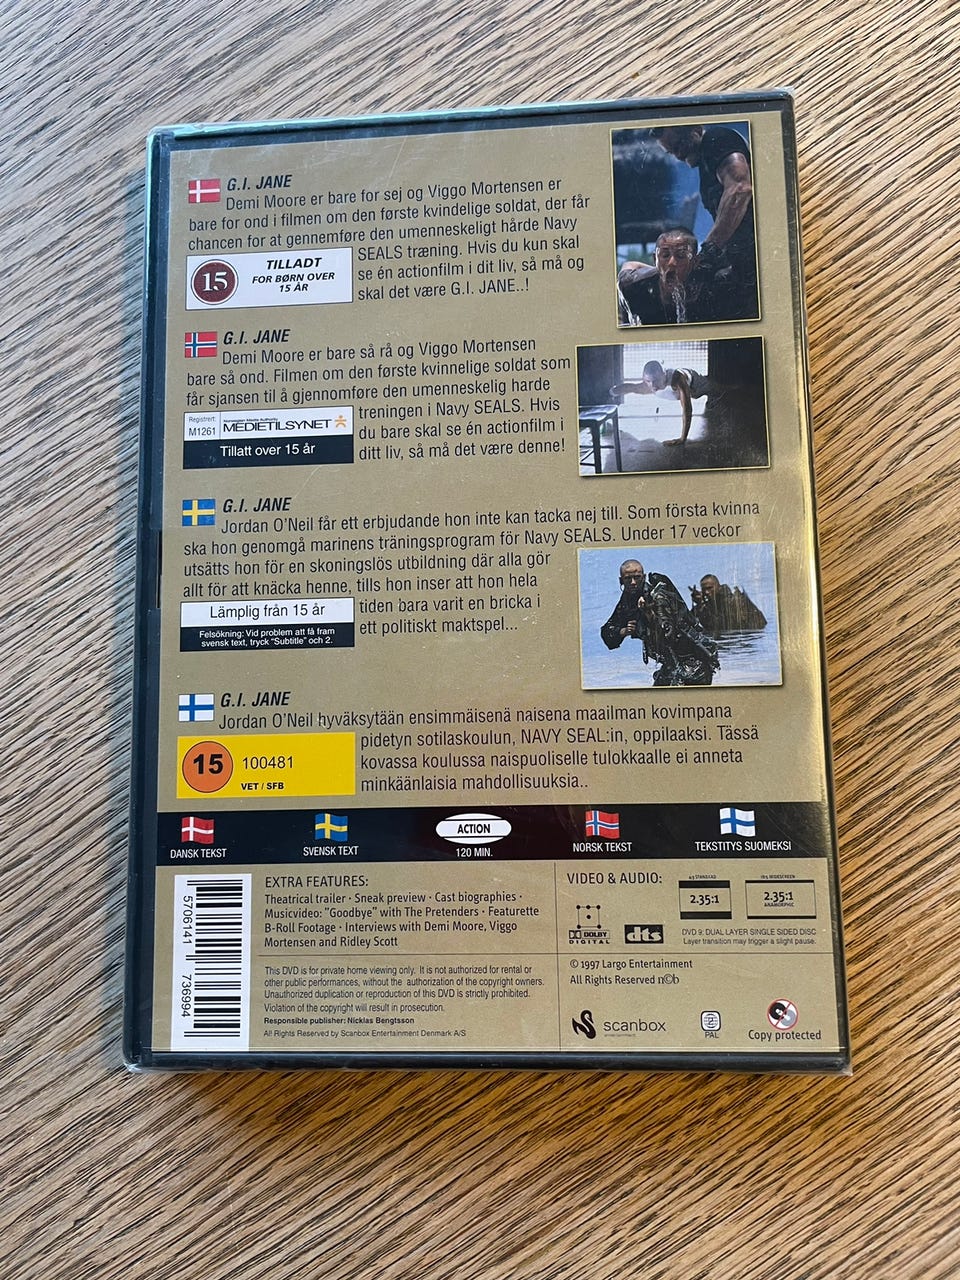 G.I. JANE
Demi Moore er bare for sej og Viggo Mortensen er
bare for ond i filmen om den første kvindelige soldat, der får
chancen for at gennemføre den umenneskeligt hårde Navy
SEALS træning. Hvis du kun skal
se én actionfilm i dit liv, så må og
skal det være G.I. JANE..!
15
TILLADT
FOR BØRN OVER
15 ÅR
G.I. JANE
Demi Moore er bare så rå og Viggo Mortensen
bare så ond. Filmen om den første kvinnelige soldat som
får sjansen til å gjennomføre den umenneskelig harde
treningen i Navy SEALS. Hvis
du bare skal se én actionfilm i
ditt liv, så må det være denne!
Registrert:
M1261
Norwegian Media Authority
MEDIETILSYNET
Tillatt over 15 år
G.I. JANE
Jordan O'Neil får ett erbjudande hon inte kan tacka nej till. Som första kvinna
ska hon genomgå marinens träningsprogram för Navy SEALS. Under 17 veckor
utsätts hon för en skoningslös utbildning där alla gör
allt för att knäcka henne, tills hon inser att hon hela
tiden bara varit en bricka i
ett politiskt maktspel...
Lämplig från 15 år
Felsökning: Vid problem att få fram
svensk text, tryck "Subtitle" och 2.
G.I. JANE
Jordan O'Neil hyväksytään ensimmäisenä naisena maailman kovimpana
pidetyn sotilaskoulun, NAVY SEAL:in, oppilaaksi. Tässä
kovassa koulussa naispuoliselle tulokkaalle ei anneta
minkäänlaisia mahdollisuuksia..
15
100481
VET / SFB
DANSK TEKST
SVENSK TEXT
ACTION
120 MIN.
NORSK TEKST
TEKSTITYS SUOMEKSI
5706141 736994
EXTRA FEATURES:
Theatrical trailer · Sneak preview · Cast biographies ·
Musicvideo: "Goodbye" with The Pretenders · Featurette
B-Roll Footage · Interviews with Demi Moore, Viggo
Mortensen and Ridley Scott
This DVD is for private home viewing only. It is not authorized for rental or
other public performances, without the authorization of the copyright owners.
Unauthorized duplication or reproduction of this DVD is strictly prohibited.
Violation of the copyright will result in prosecution.
Responsible publisher: Nicklas Bengtsson
All Rights Reserved by Scanbox Entertainment Denmark A/S
VIDEO & AUDIO:
4:3 STANDARD
2.35:1
16:9 WIDESCREEN
2.35:1
ANAMORPHIC
DOLBY
DIGITAL
dts
DVD 9: DUAL LAYER SINGLE SIDED DISC
Layer transition may trigger a slight pause.
© 1997 Largo Entertainment
All Rights Reserved n©b
scanbox
PAL
Copy protected